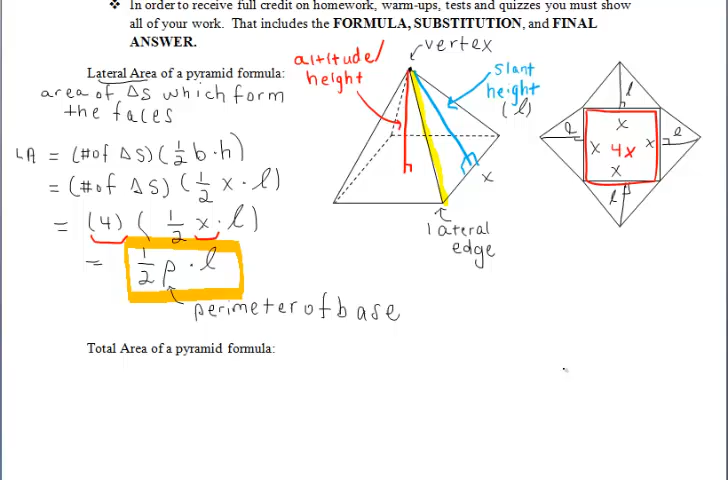 ❖ In order to receive full credit on homework, warm-ups, tests and quizzes you must show
all of your work. That includes the FORMULA, SUBSTITUTION, and FINAL
ANSWER.
Lateral Area of a pyramid formula:
area of Δs which form
the faces
LA = (# of Δs)(1/2 b·h)
= (# of Δs)(1/2 x · l)
= (4)(1/2 x · l)
= 1/2 p · l
perimeter of base
altitude/
height
vertex
slant
height
(l)
x
lateral
edge
l
l
x
l
x
4x
x
x
l
Total Area of a pyramid formula: